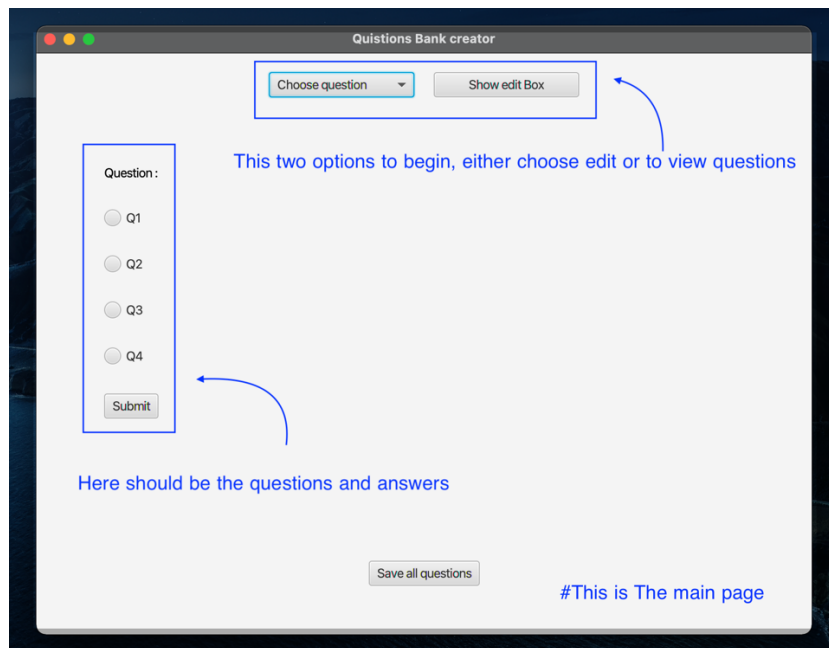 Quistions Bank creator
Choose question
Show edit Box
This two options to begin, either choose edit or to view questions
Question :
Q1
Q2
Q3
Q4
Submit
Here should be the questions and answers
Save all questions
#This is The main page